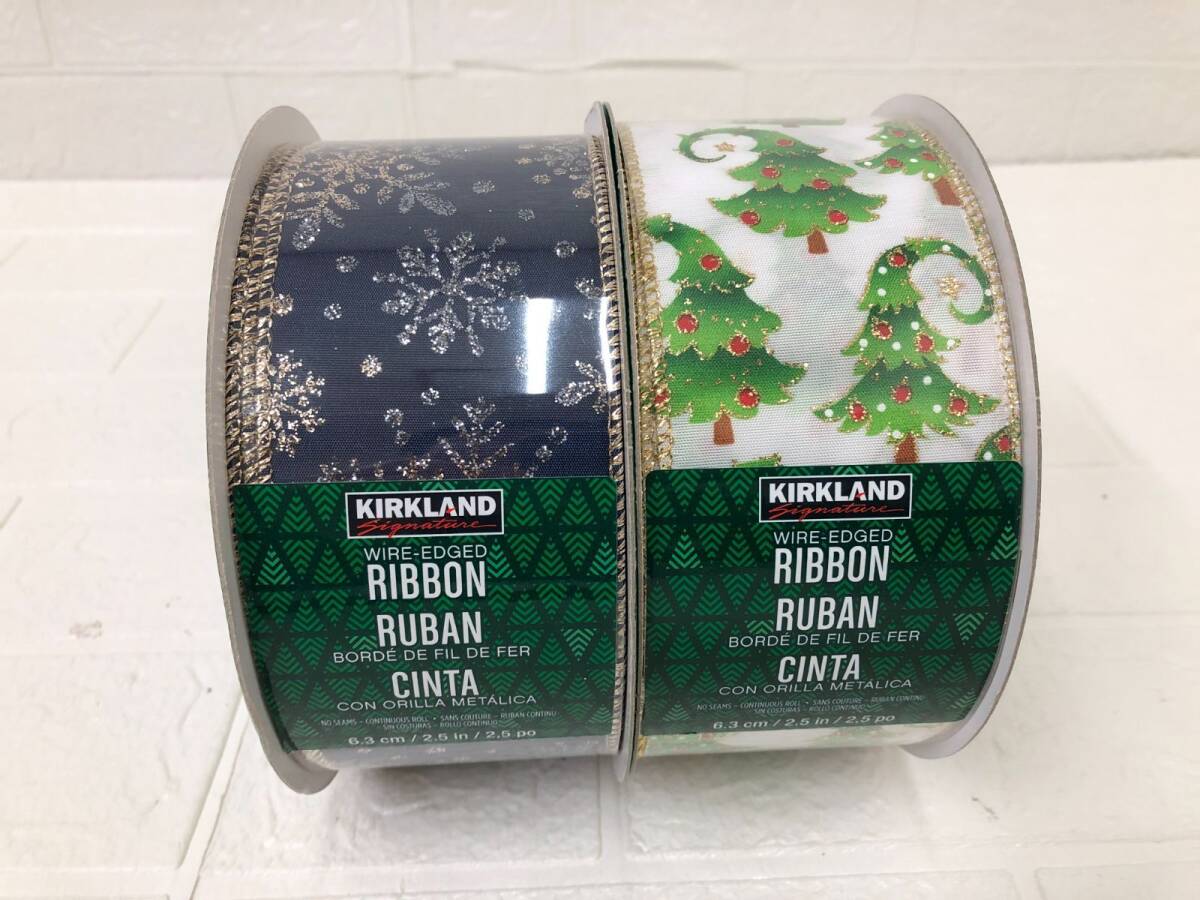 KIRKLAND
Signature
WIRE-EDGED
RIBBON
RUBAN
BORDÉ DE FIL DE FER
CINTA
CON ORILLA METÁLICA
NO SEAMS – CONTINUOUS ROLL • SANS COUTURE – RUBAN CONTINU
SIN COSTURAS – ROLLO CONTINUO
6.3 cm / 2.5 in / 2.5 po
KIRKLAND
Signature
WIRE-EDGED
RIBBON
RUBAN
BORDÉ DE FIL DE FER
CINTA
CON ORILLA METÁLICA
NO SEAMS – CONTINUOUS ROLL • SANS COUTURE – RUBAN CONTINU
SIN COSTURAS – ROLLO CONTINUO
6.3 cm / 2.5 in / 2.5 po